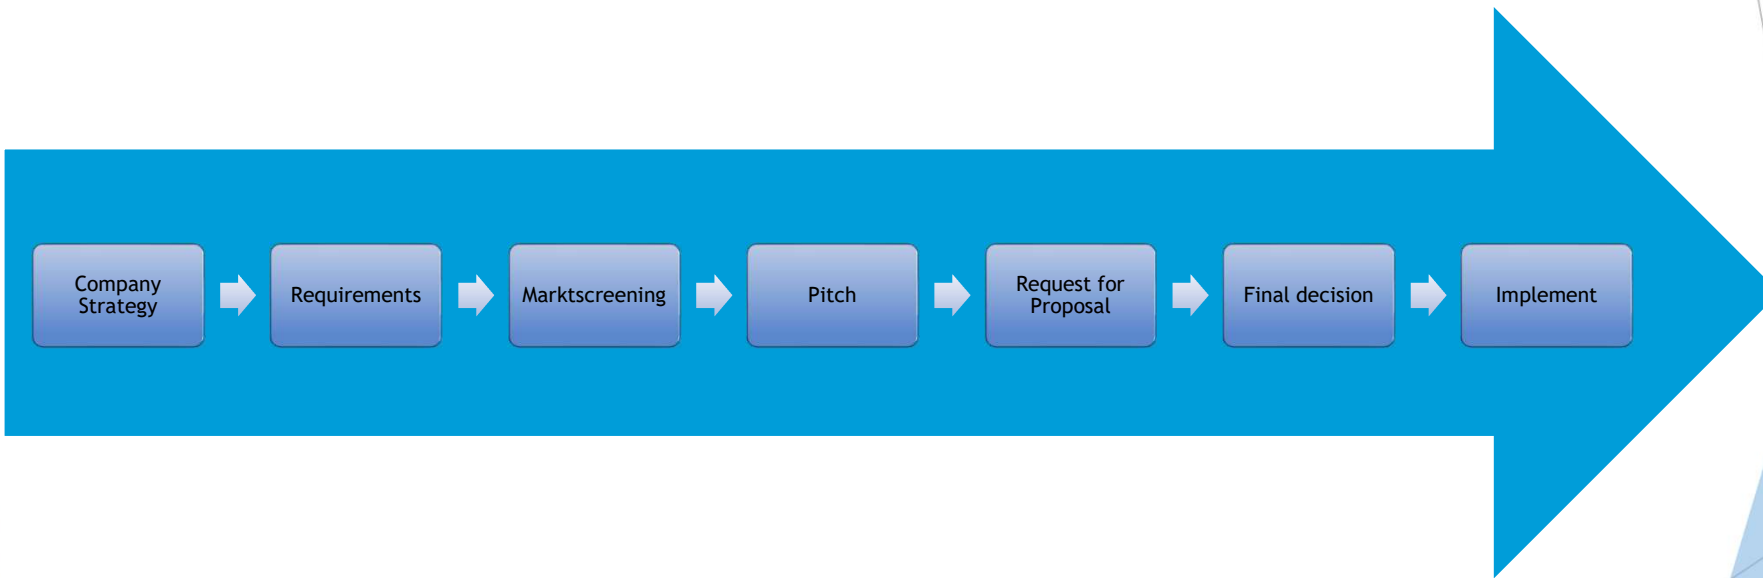 Company
Strategy
Requirements
Marktscreening
Pitch
Request for
Proposal
Final decision
Implement